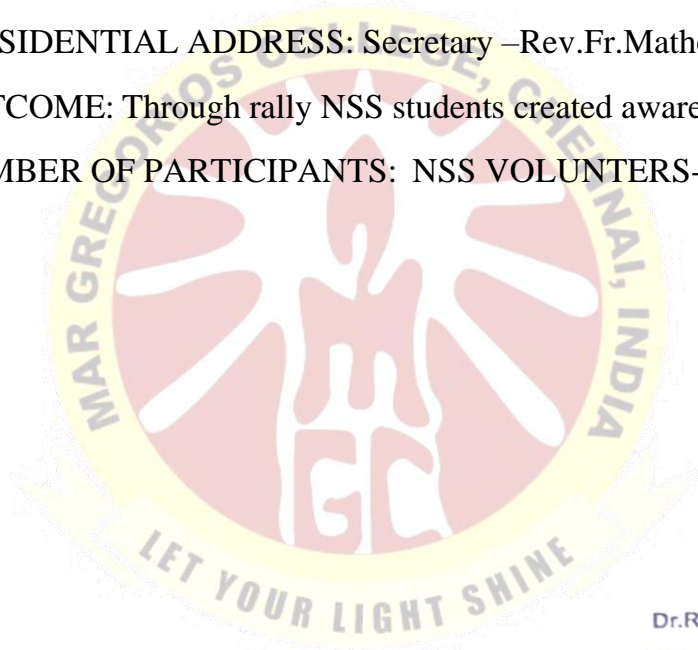 SIDENTIAL ADDRESS: Secretary –Rev.Fr.Math
TCOME: Through rally NSS students created aware
MBER OF PARTICIPANTS: NSS VOLUNTERS-
MAR GREGORIOS COLLEGE, CHENNAI, INDIA
MGC
LET YOUR LIGHT SHINE
Dr.R